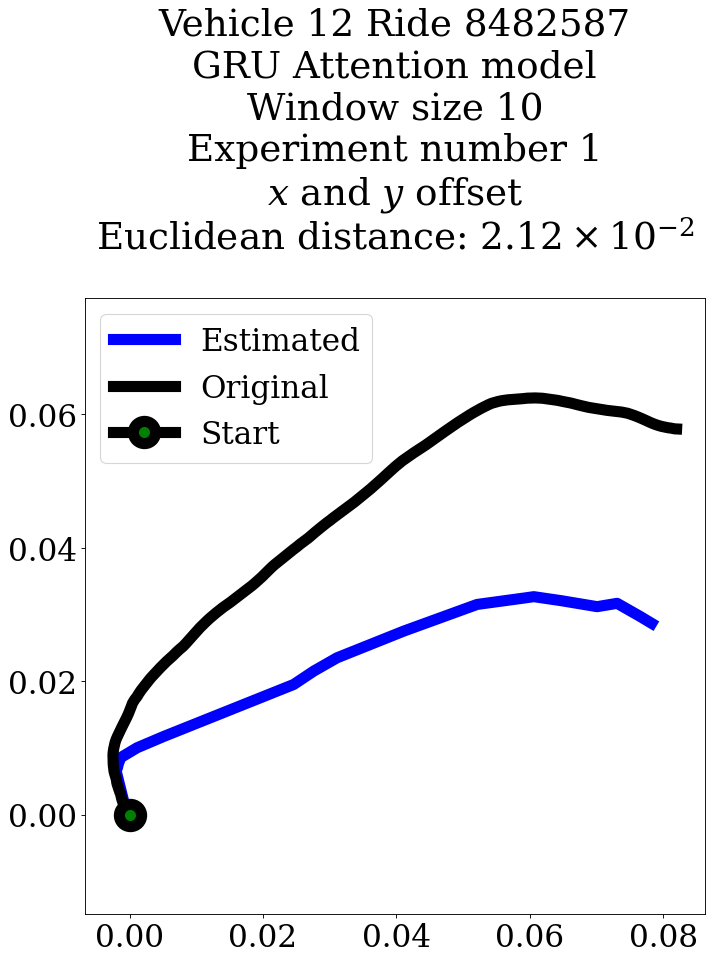 Vehicle 12 Ride 8482587
GRU Attention model
Window size 10
Experiment number 1
x and y offset
Euclidean distance: 2.12 × 10⁻²
Estimated
Original
Start
0.06
0.04
0.02
0.00
0.00 0.02 0.04 0.06 0.08